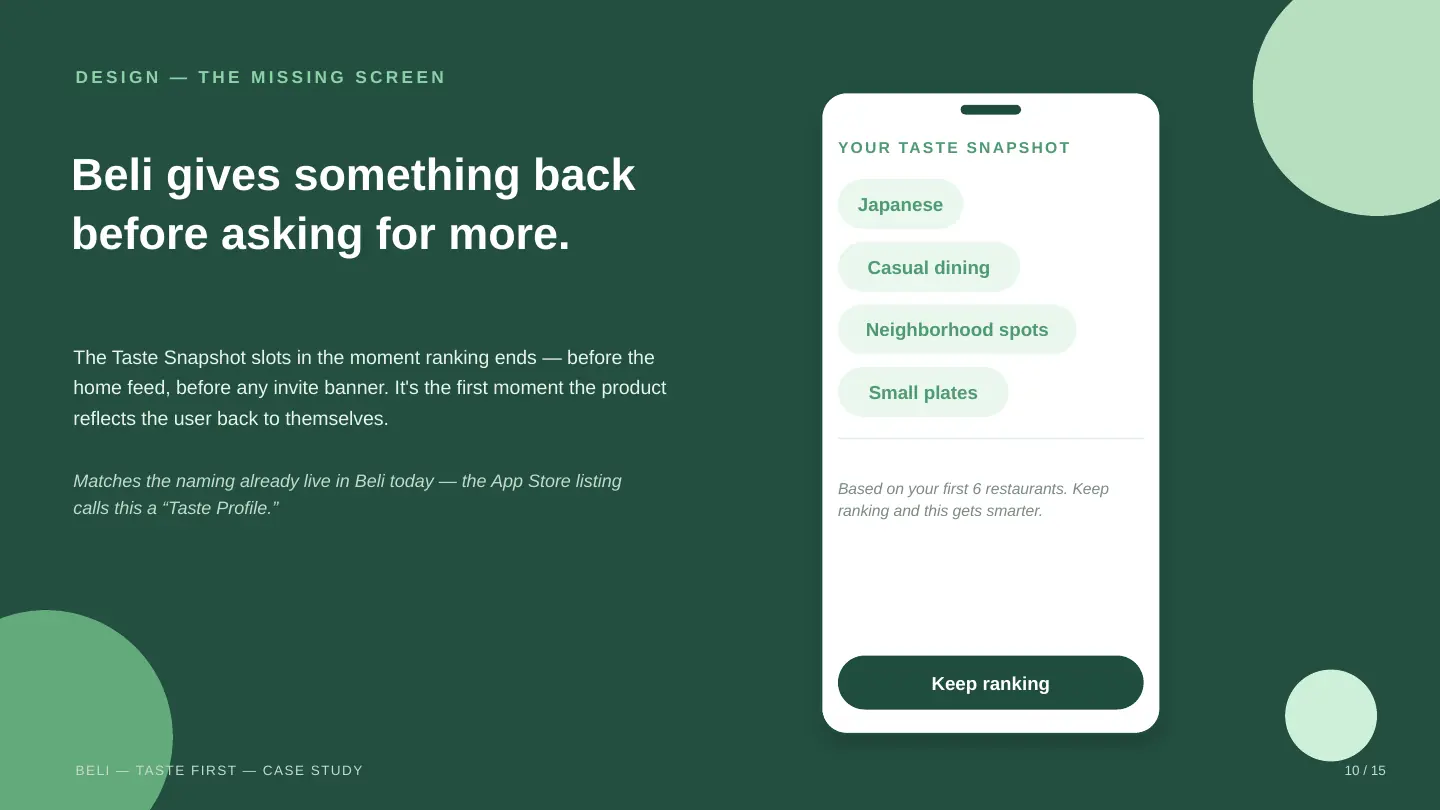 DESIGN — THE MISSING SCREEN
Beli gives something back
before asking for more.
The Taste Snapshot slots in the moment ranking ends — before the
home feed, before any invite banner. It's the first moment the product
reflects the user back to themselves.
Matches the naming already live in Beli today — the App Store listing
calls this a “Taste Profile.”
YOUR TASTE SNAPSHOT
Japanese
Casual dining
Neighborhood spots
Small plates
Based on your first 6 restaurants. Keep
ranking and this gets smarter.
Keep ranking
BELI — TASTE FIRST — CASE STUDY
10 / 15